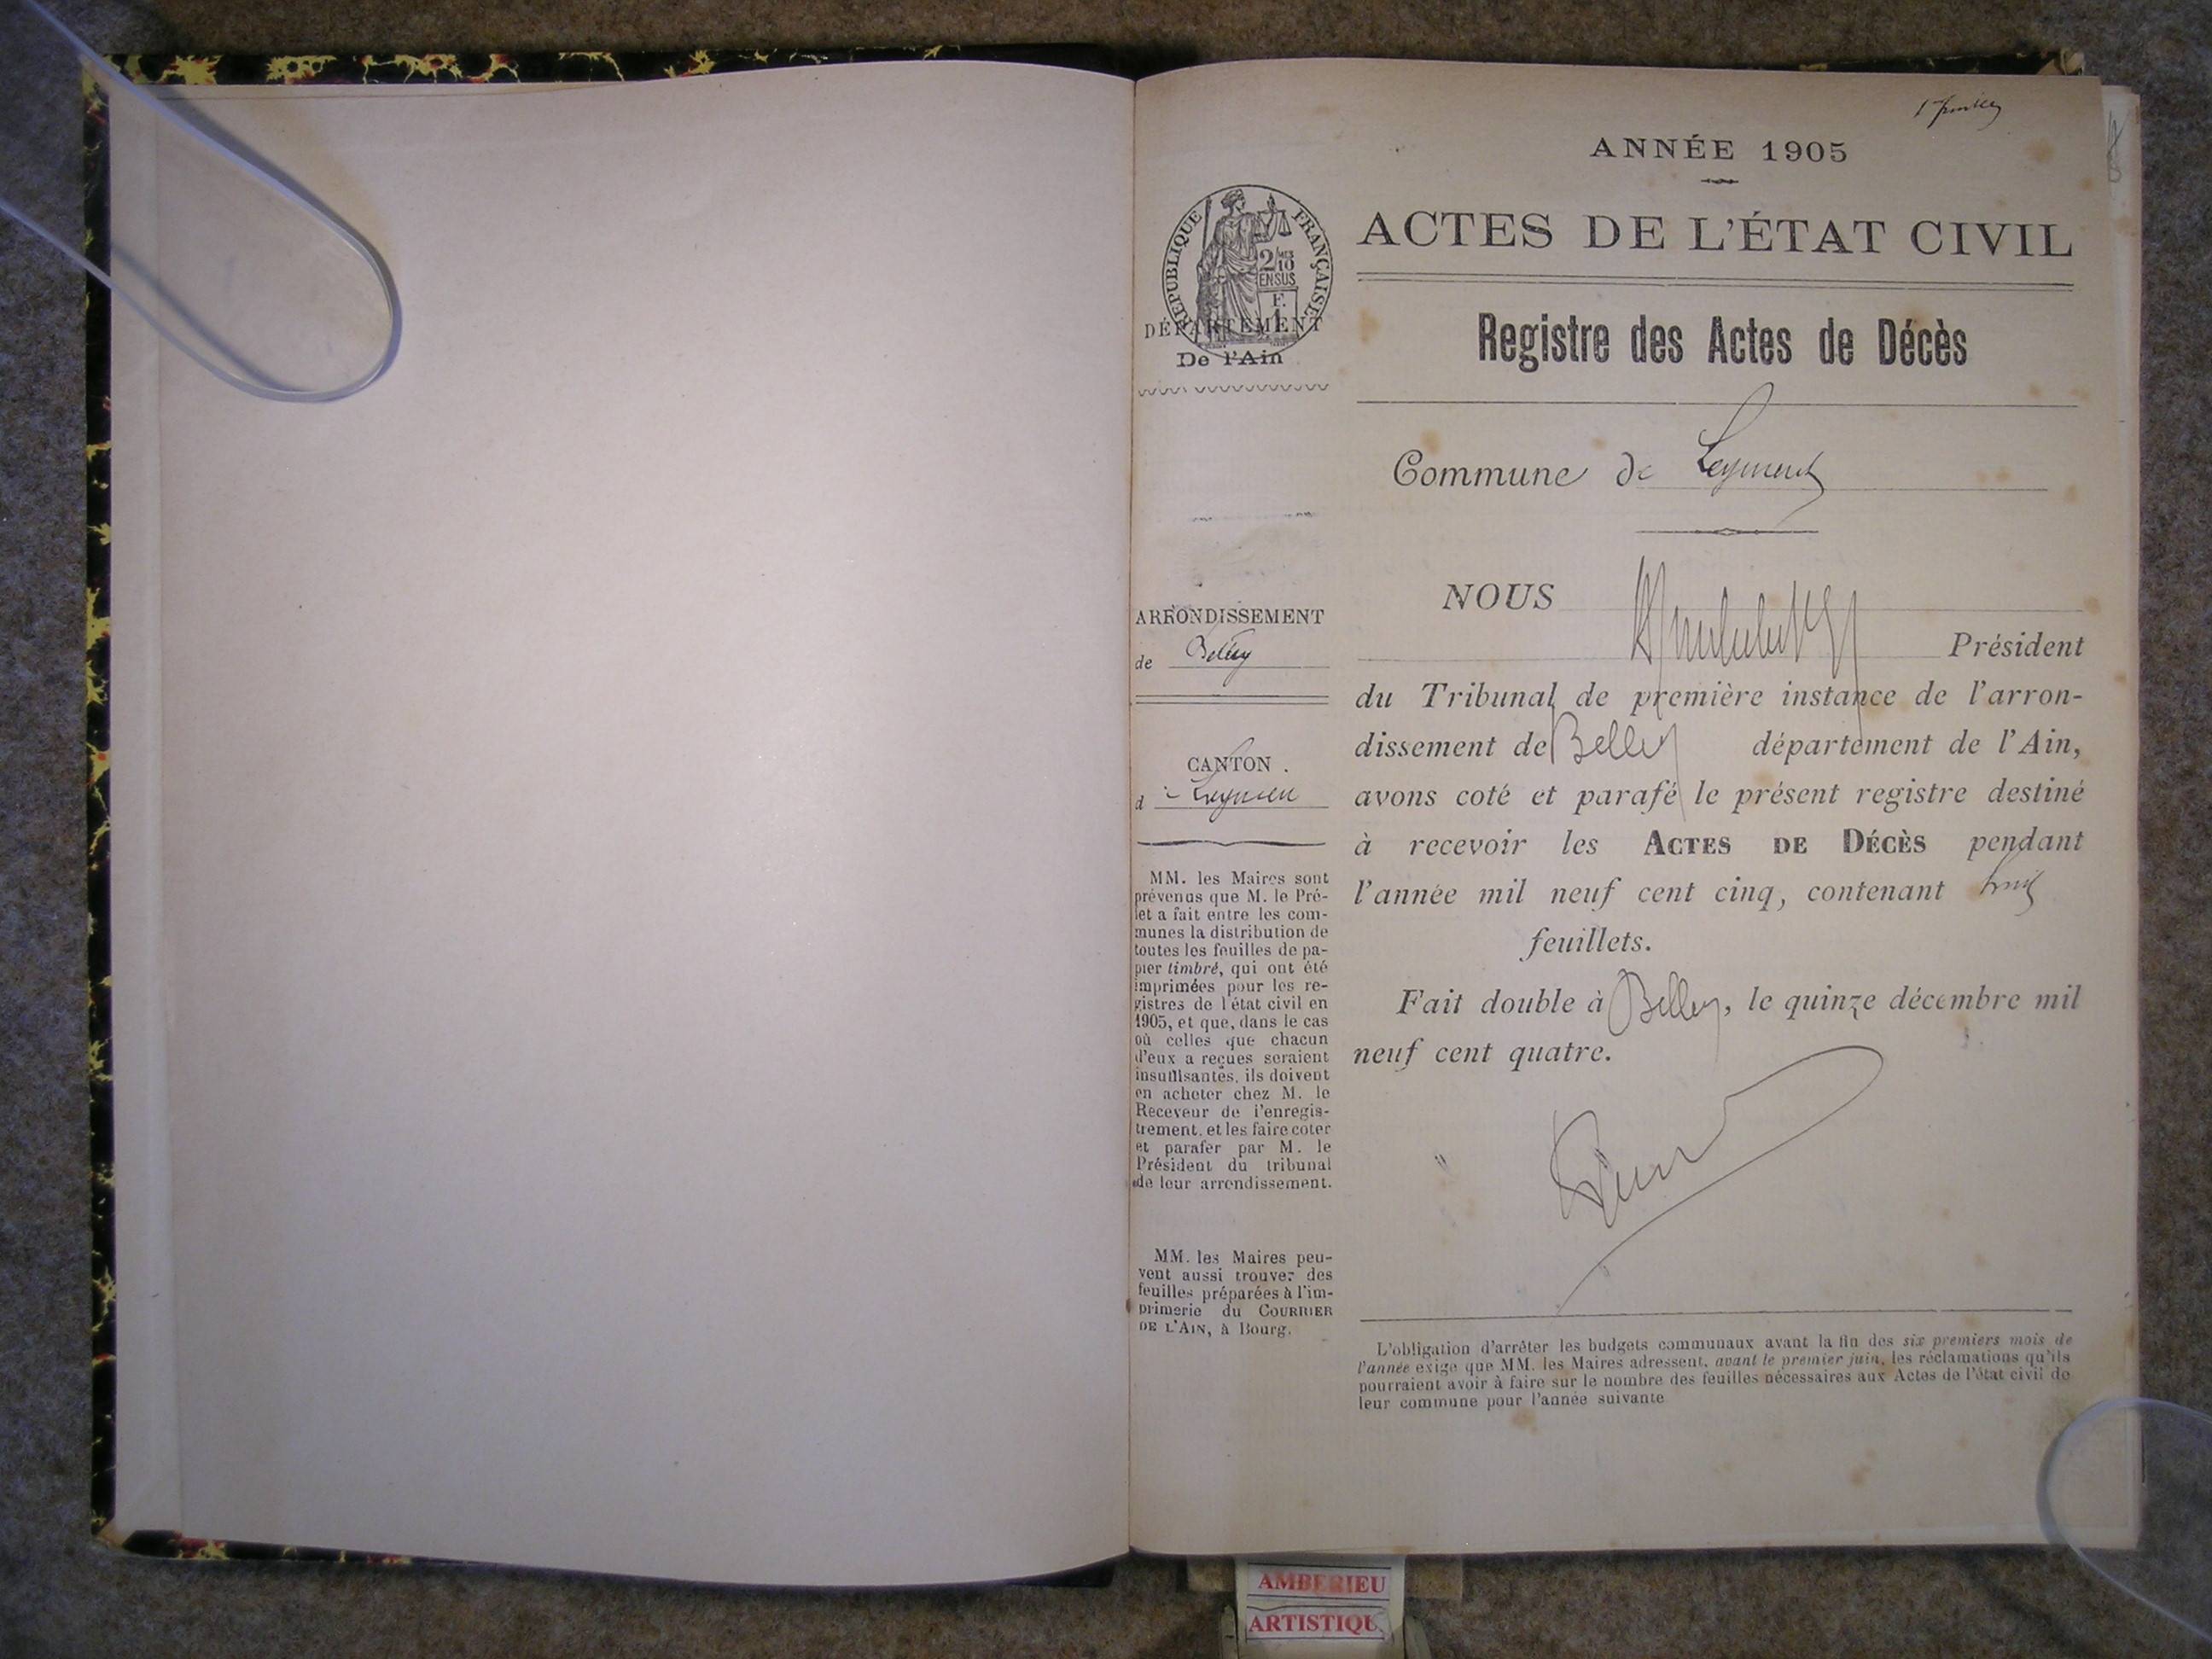 ANNÉE 1905
ACTES DE L'ÉTAT CIVIL
Registre des Actes de Décès
Commune de Leyment
NOUS
Président
du Tribunal de première instance de l'arron-
dissement de Belley département de l'Ain,
avons coté et parafé le présent registre destiné
à recevoir les ACTES DE DÉCÈS pendant
l'année mil neuf cent cinq, contenant
feuillets.
Fait double à Belley, le quinze décembre mil
neuf cent quatre.
L'obligation d'arrêter les budgets communaux avant la fin des six premiers mois de
l'année exige que MM. les Maires adressent, avant le premier juin, les réclamations qu'ils
pourraient avoir à faire sur le nombre des feuilles nécessaires aux Actes de l'état civil de
leur commune pour l'année suivante
RÉPUBLIQUE FRANÇAISE
2/MES
10
EN SUS
F.
1
DÉPARTEMENT
De l'Ain
ARRONDISSEMENT
de Belley
CANTON
d
MM. les Maires sont
prévenus que M. le Pré-
fet a fait entre les com-
munes la distribution de
toutes les feuilles de pa-
pier timbré, qui ont été
imprimées pour les re-
gistres de l'état civil en
1905, et que, dans le cas
où celles que chacun
d'eux a reçues seraient
insuffisantes, ils doivent
en acheter chez M. le
Receveur de l'enregis-
trement, et les faire coter
et parafer par M. le
Président du tribunal
de leur arrondissement.
MM. les Maires peu-
vent aussi trouver des
feuilles préparées à l'im-
primerie du COURRIER
DE L'AIN, à Bourg.
AMBERIEU
ARTISTIQU